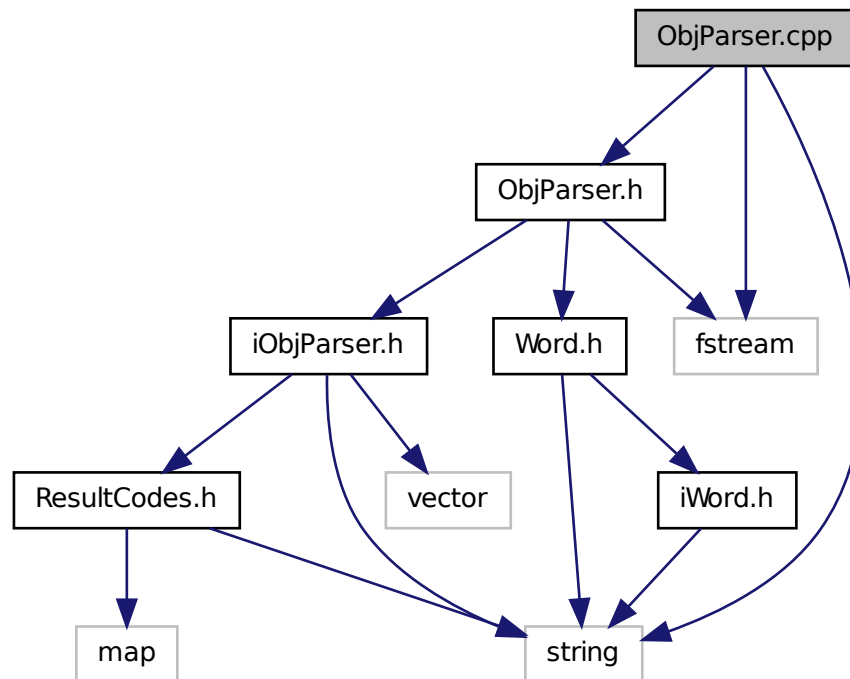 ObjParser.cpp
ObjParser.h
iObjParser.h
Word.h
fstream
ResultCodes.h
vector
iWord.h
map
string